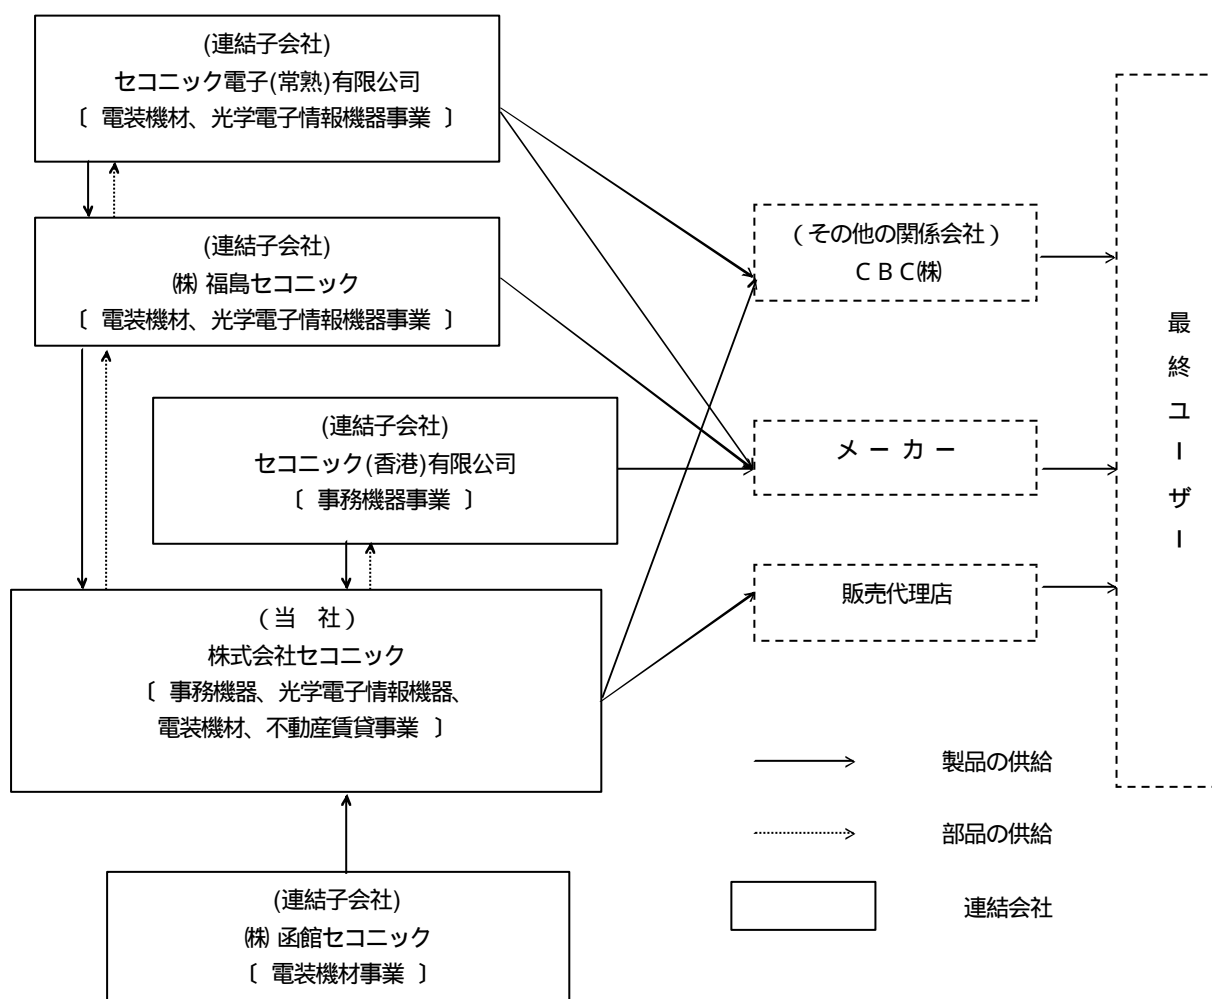 (連結子会社)
セコニック電子(常熟)有限公司
〔 電装機材、光学電子情報機器事業 〕
(連結子会社)
㈱福島セコニック
〔 電装機材、光学電子情報機器事業 〕
(連結子会社)
セコニック(香港)有限公司
〔 事務機器事業 〕
(当 社)
株式会社セコニック
〔 事務機器、光学電子情報機器、
電装機材、不動産賃貸事業 〕
(連結子会社)
㈱函館セコニック
〔 電装機材事業 〕
(その他の関係会社)
CBC㈱
メーカー
販売代理店
最終ユーザー
製品の供給
部品の供給
連結会社